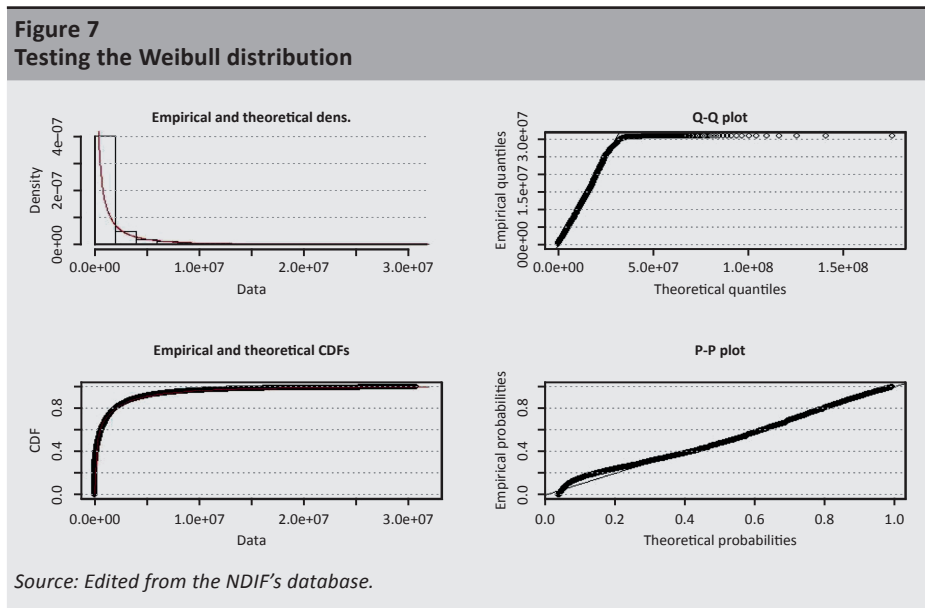 Figure 7
Testing the Weibull distribution
Empirical and theoretical dens.
Density
0e+00 2e-07 4e-07
0.0e+00 1.0e+07 2.0e+07 3.0e+07
Data
Q-Q plot
Empirical quantiles
00e+00 1.5e+07 3.0e+07
0.0e+00 5.0e+07 1.0e+08 1.5e+08
Theoretical quantiles
Empirical and theoretical CDFs
CDF
0.0 0.4 0.8
0.0e+00 1.0e+07 2.0e+07 3.0e+07
Data
P-P plot
Empirical probabilities
0.0 0.4 0.8
0.0 0.2 0.4 0.6 0.8 1.0
Theoretical probabilities
Source: Edited from the NDIF's database.